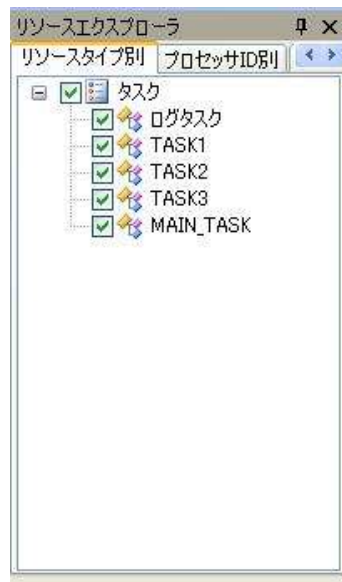 リソースエクスプローラ
リソースタイプ別 プロセッサID別
タスク
ログタスク
TASK1
TASK2
TASK3
MAIN_TASK